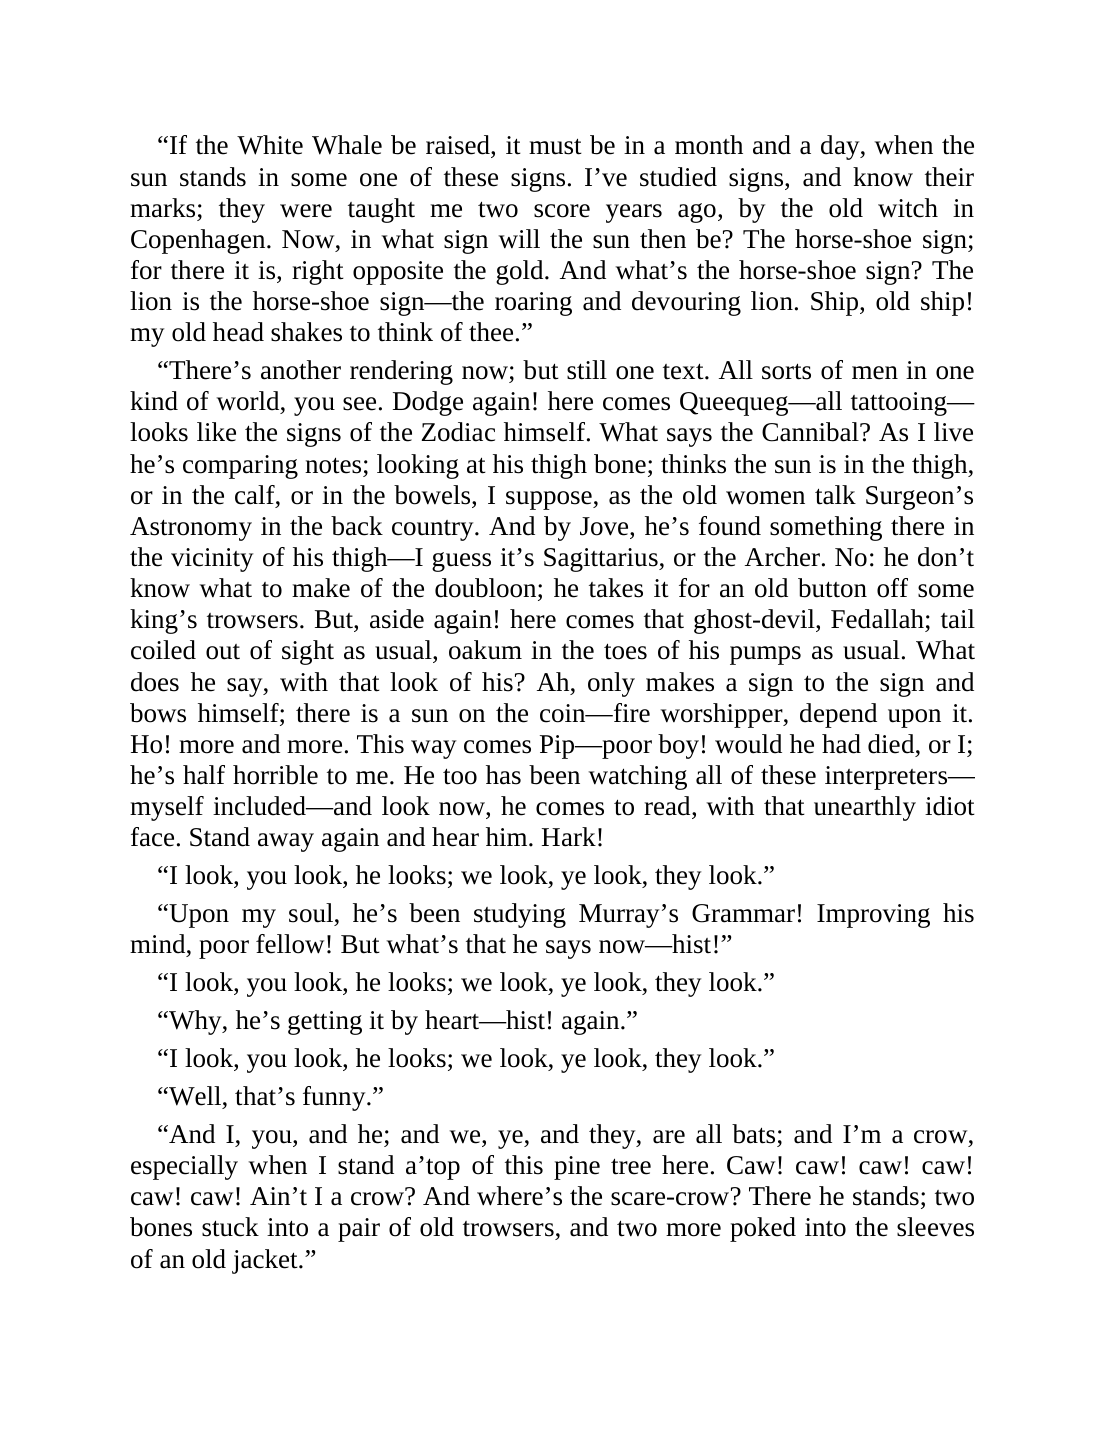 “If the White Whale be raised, it must be in a month and a day, when the
sun stands in some one of these signs. I’ve studied signs, and know their
marks; they were taught me two score years ago, by the old witch in
Copenhagen. Now, in what sign will the sun then be? The horse-shoe sign;
for there it is, right opposite the gold. And what’s the horse-shoe sign? The
lion is the horse-shoe sign—the roaring and devouring lion. Ship, old ship!
my old head shakes to think of thee.”
“There’s another rendering now; but still one text. All sorts of men in one
kind of world, you see. Dodge again! here comes Queequeg—all tattooing—
looks like the signs of the Zodiac himself. What says the Cannibal? As I live
he’s comparing notes; looking at his thigh bone; thinks the sun is in the thigh,
or in the calf, or in the bowels, I suppose, as the old women talk Surgeon’s
Astronomy in the back country. And by Jove, he’s found something there in
the vicinity of his thigh—I guess it’s Sagittarius, or the Archer. No: he don’t
know what to make of the doubloon; he takes it for an old button off some
king’s trowsers. But, aside again! here comes that ghost-devil, Fedallah; tail
coiled out of sight as usual, oakum in the toes of his pumps as usual. What
does he say, with that look of his? Ah, only makes a sign to the sign and
bows himself; there is a sun on the coin—fire worshipper, depend upon it.
Ho! more and more. This way comes Pip—poor boy! would he had died, or I;
he’s half horrible to me. He too has been watching all of these interpreters—
myself included—and look now, he comes to read, with that unearthly idiot
face. Stand away again and hear him. Hark!
“I look, you look, he looks; we look, ye look, they look.”
“Upon my soul, he’s been studying Murray’s Grammar! Improving his
mind, poor fellow! But what’s that he says now—hist!”
“I look, you look, he looks; we look, ye look, they look.”
“Why, he’s getting it by heart—hist! again.”
“I look, you look, he looks; we look, ye look, they look.”
“Well, that’s funny.”
“And I, you, and he; and we, ye, and they, are all bats; and I’m a crow,
especially when I stand a’top of this pine tree here. Caw! caw! caw! caw!
caw! caw! Ain’t I a crow? And where’s the scare-crow? There he stands; two
bones stuck into a pair of old trowsers, and two more poked into the sleeves
of an old jacket.”